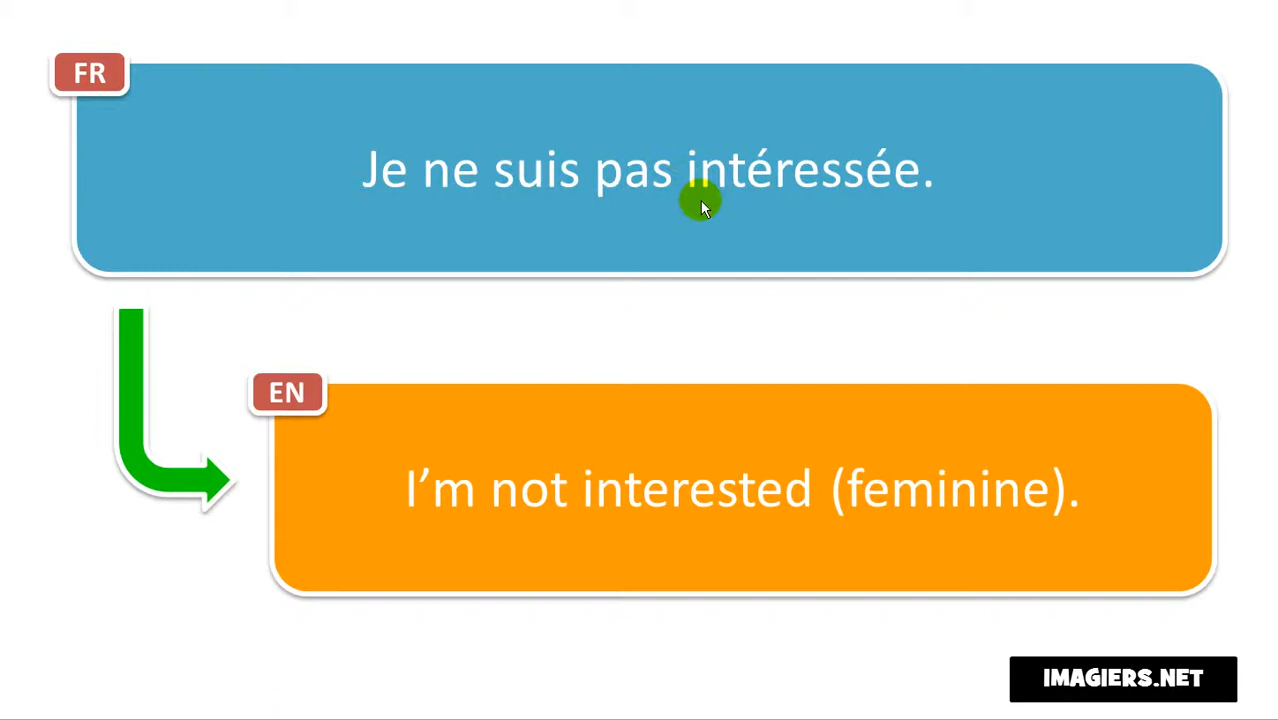 FR
Je ne suis pas intéressée.
EN
I’m not interested (feminine).
IMAGIERS.NET